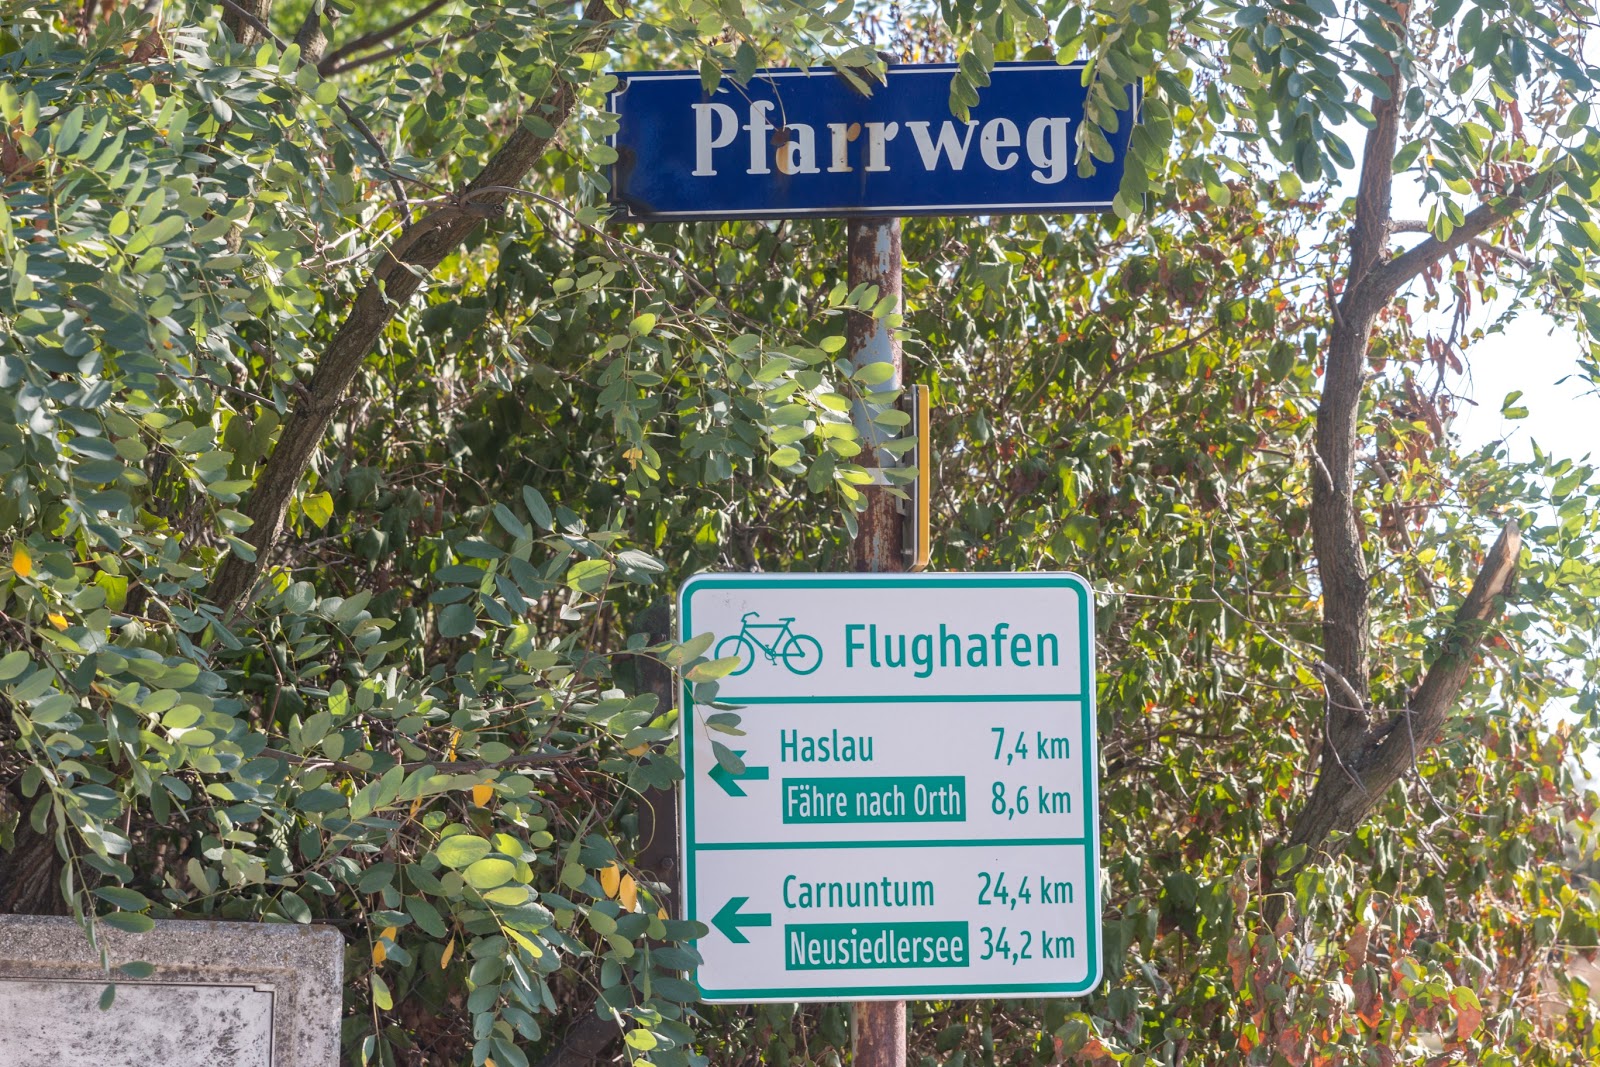 Pfarrweg
Flughafen
Haslau 7,4 km
Fähre nach Orth 8,6 km
Carnuntum 24,4 km
Neusiedlersee 34,2 km